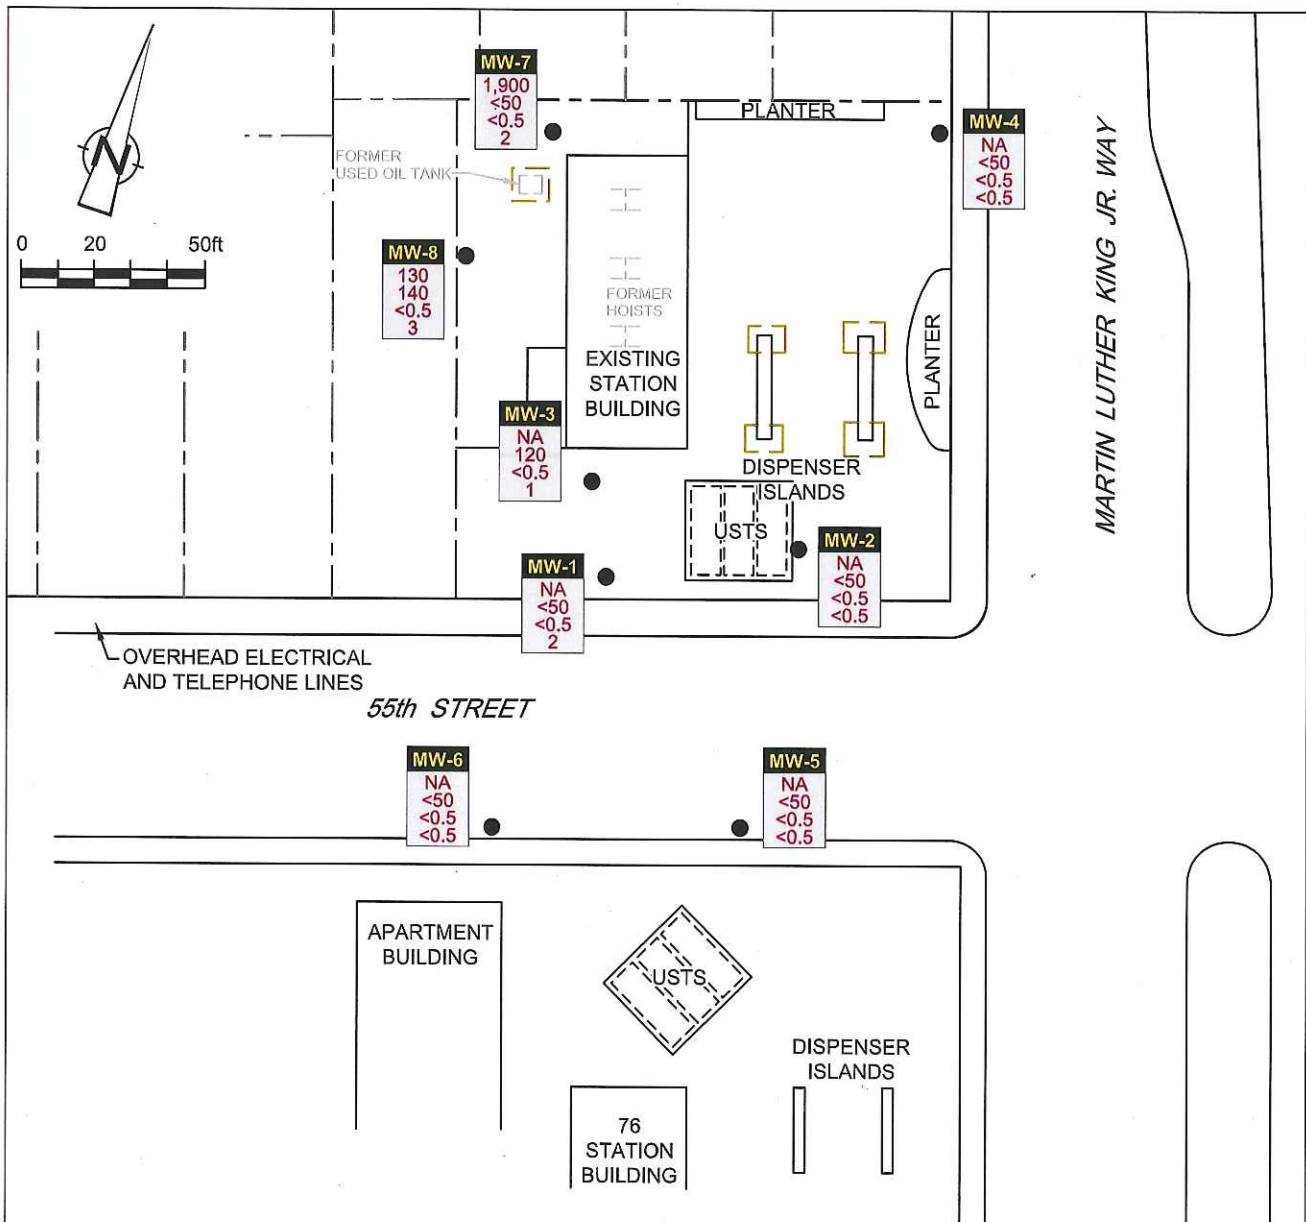 MW-7
1,900
<50
<0.5
2
PLANTER
MW-4
NA
<50
<0.5
<0.5
MARTIN LUTHER KING JR. WAY
N
FORMER
USED OIL TANK
0 20 50ft
MW-8
130
140
<0.5
3
FORMER
HOISTS
EXISTING
STATION
BUILDING
PLANTER
MW-3
NA
120
<0.5
1
DISPENSER
ISLANDS
USTS
MW-2
NA
<50
<0.5
<0.5
MW-1
NA
<50
<0.5
2
OVERHEAD ELECTRICAL
AND TELEPHONE LINES
55th STREET
MW-6
NA
<50
<0.5
<0.5
MW-5
NA
<50
<0.5
<0.5
APARTMENT
BUILDING
USTS
DISPENSER
ISLANDS
76
STATION
BUILDING